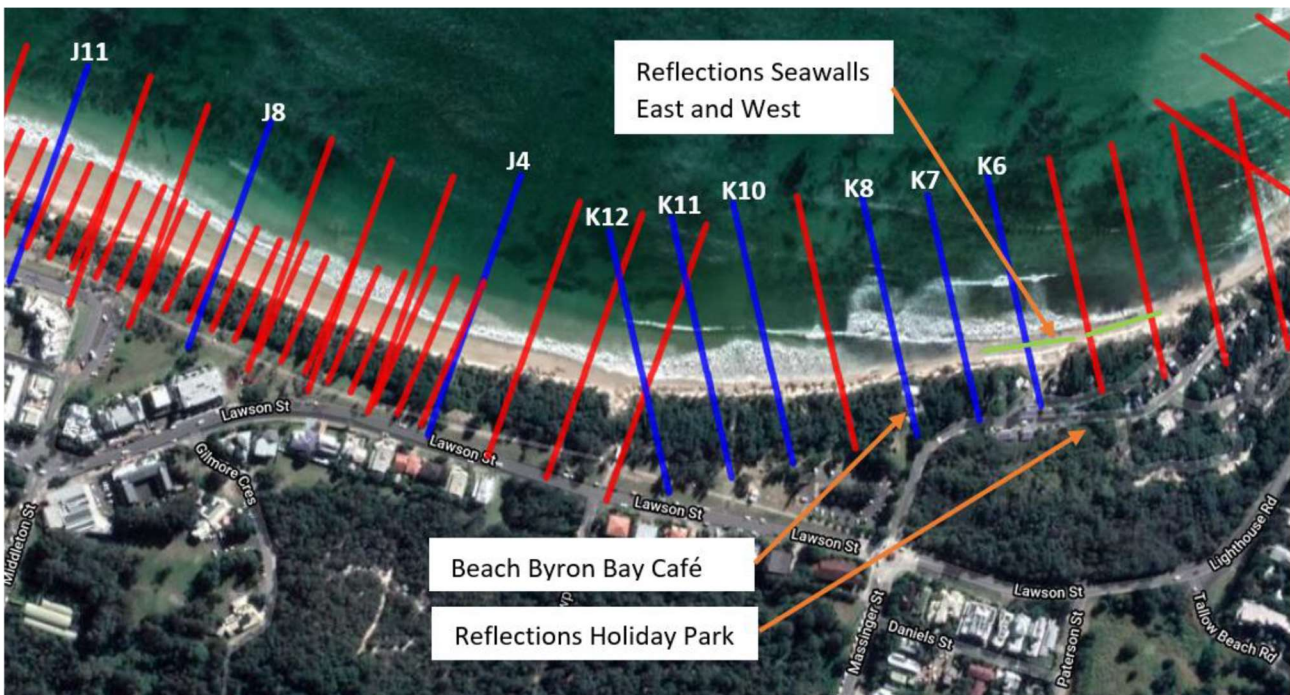 J11
J8
J4
K12
K11
K10
K8
K7
K6
Reflections Seawalls
East and West
Lawson St
Lawson St
Lawson St
Lawson St
Lawson St
Gilmore Cres
Middleton St
Beach Byron Bay Café
Reflections Holiday Park
Massinger St
Daniels St
Paterson St
Lighthouse Rd
Tallow Beach Rd